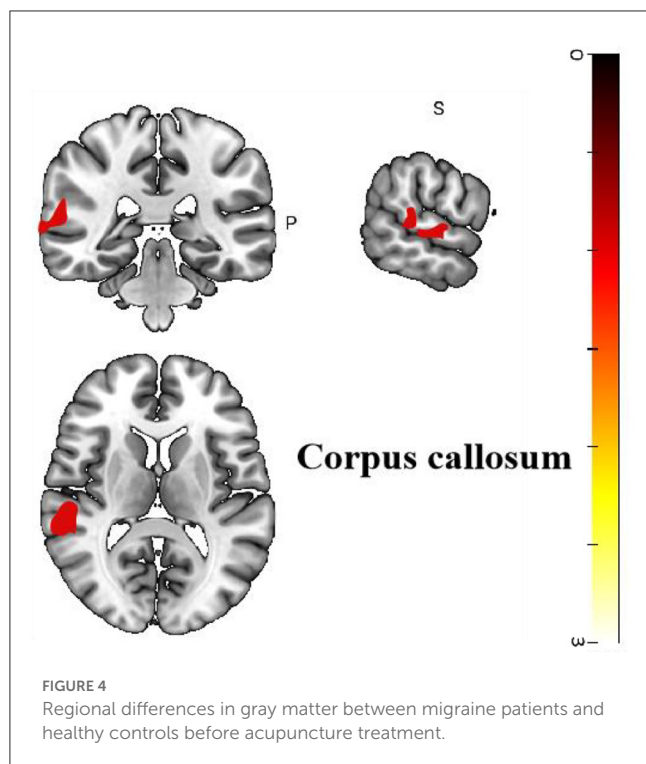 S
0
P
Corpus callosum
3
FIGURE 4
Regional differences in gray matter between migraine patients and
healthy controls before acupuncture treatment.